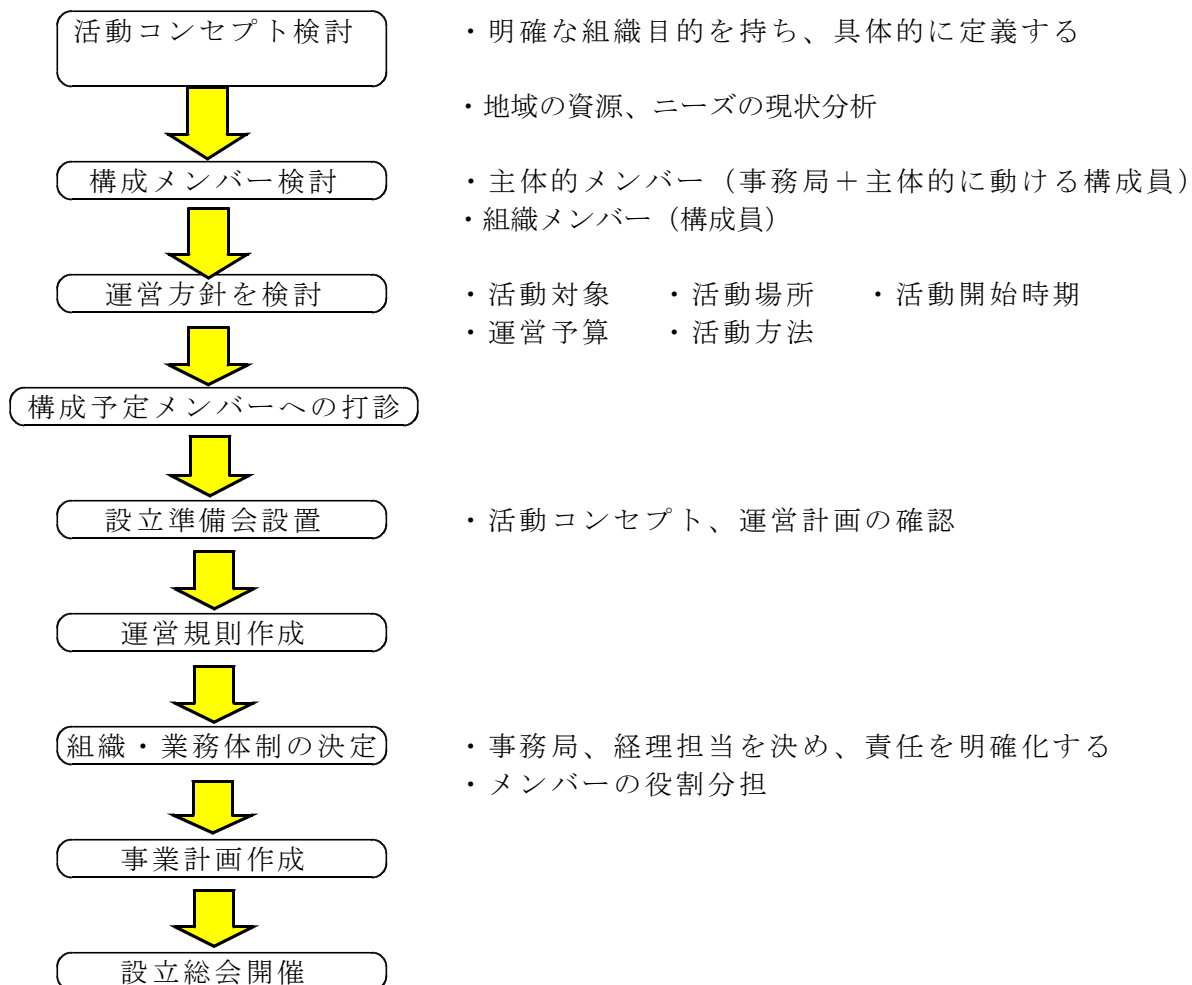 活動コンセプト検討
・明確な組織目的を持ち、具体的に定義する
・地域の資源、ニーズの現状分析
構成メンバー検討
・主体的メンバー（事務局＋主体的に動ける構成員）
・組織メンバー（構成員）
運営方針を検討
・活動対象　・活動場所　・活動開始時期
・運営予算　・活動方法
構成予定メンバーへの打診
設立準備会設置
・活動コンセプト、運営計画の確認
運営規則作成
組織・業務体制の決定
・事務局、経理担当を決め、責任を明確化する
・メンバーの役割分担
事業計画作成
設立総会開催